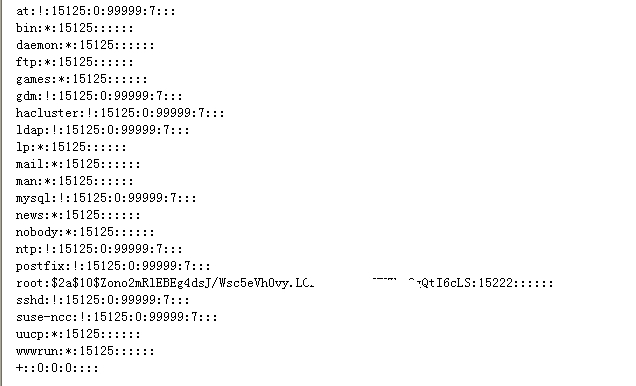 at:!:15125:0:99999:7:::
bin:*:15125::::::
daemon:*:15125::::::
ftp:*:15125::::::
games:*:15125::::::
gdm:!:15125:0:99999:7:::
hacluster:!:15125:0:99999:7:::
ldap:!:15125:0:99999:7:::
lp:*:15125::::::
mail:*:15125::::::
man:*:15125::::::
mysql:!:15125:0:99999:7:::
news:*:15125::::::
nobody:*:15125::::::
ntp:!:15125:0:99999:7:::
postfix:!:15125:0:99999:7:::
root:$2a$10$Zono2mRlEBEg4dsJ/Wsc5eVhOvy.L QtI6cLS:15222::::::
sshd:!:15125:0:99999:7:::
suse-ncc:!:15125:0:99999:7:::
uucp:*:15125::::::
wwwrun:*:15125::::::
+::0:0:0::::